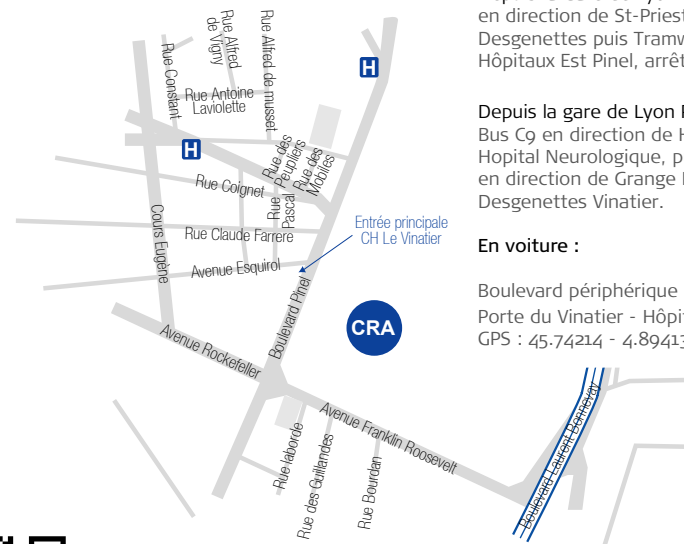 en direction de St-Priest
Desgenettes puis Tramw
Hôpitaux Est Pinel, arrêt
Depuis la gare de Lyon P
Bus C9 en direction de H
Hopital Neurologique, p
en direction de Grange
Desgenettes Vinatier.
En voiture :
Boulevard périphérique
Porte du Vinatier - Hôpit
GPS : 45.74214 - 4.89413
Rue Constant
Rue Alfred
de Vigny
Rue Alfred de musset
Rue Antoine
Laviolette
H
H
Rue des
Peupliers
Rue des
Mobiles
Rue Coignet
Rue
Pascal
Rue Claude Farrere
Cours Eugène
Avenue Esquirol
Entrée principale
CH Le Vinatier
Boulevard Pinel
CRA
Avenue Rockefeller
Avenue Franklin Roosevelt
Rue laborde
Rue des Guillandes
Rue Bourdan
Boulevard Laurent Bonnevay